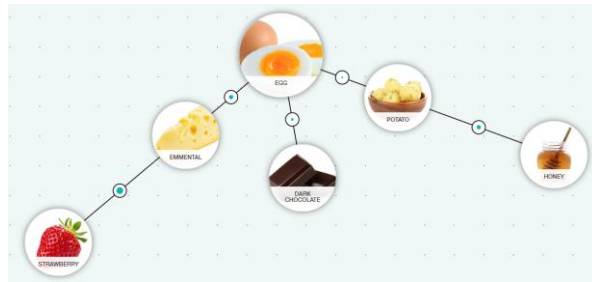 EGG
POTATO
EMMENTAL
HONEY
DARK
CHOCOLATE
STRAWBERRY